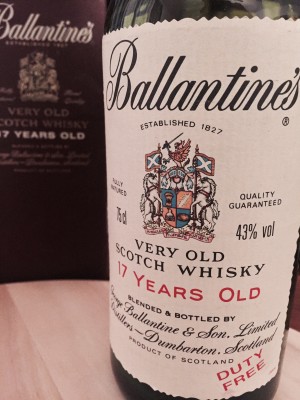 Ballantine's
ESTABLISHED 1827
VERY OLD
SCOTCH WHISKY
17 YEARS OLD
Ballantine's
®
ESTABLISHED 1827
FULLY
MATURED
75cl
QUALITY
GUARANTEED
43% vol
VERY OLD
SCOTCH WHISKY
17 YEARS OLD
BLENDED & BOTTLED BY
George Ballantine & Son, Limited
Distillers—Dumbarton, Scotland
PRODUCT OF SCOTLAND
DUTY
FREE